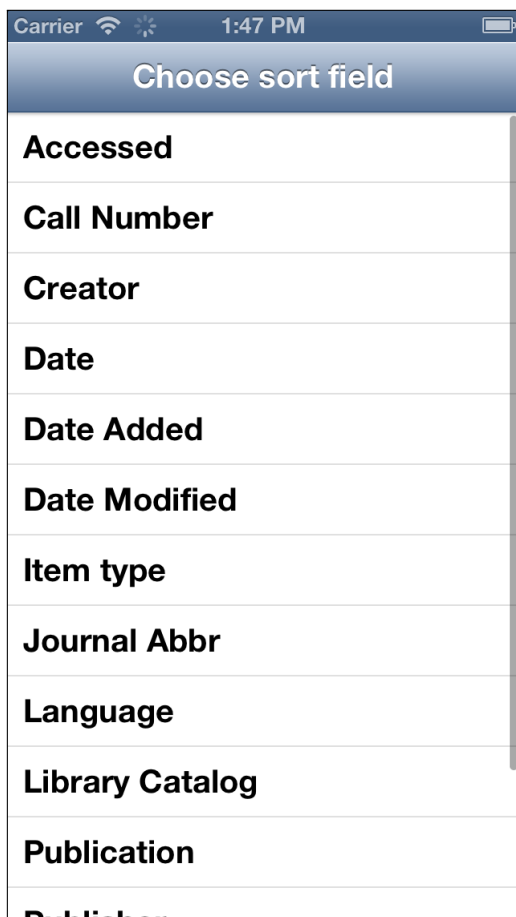 Carrier 1:47 PM
Choose sort field
Accessed
Call Number
Creator
Date
Date Added
Date Modified
Item type
Journal Abbr
Language
Library Catalog
Publication
Publisher